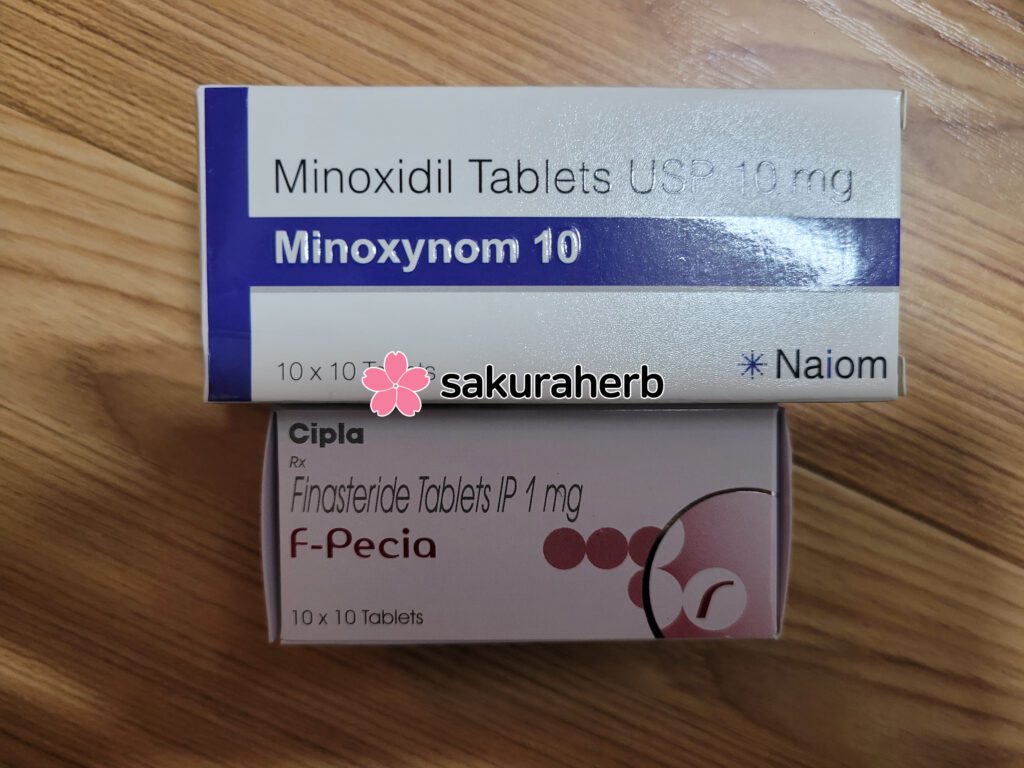 Minoxidil Tablets USP 10 mg
Minoxynom 10
10 x 10 Tablets
Naiom
sakuraherb
Cipla
Rx
Finasteride Tablets IP 1 mg
F-Pecia
10 x 10 Tablets